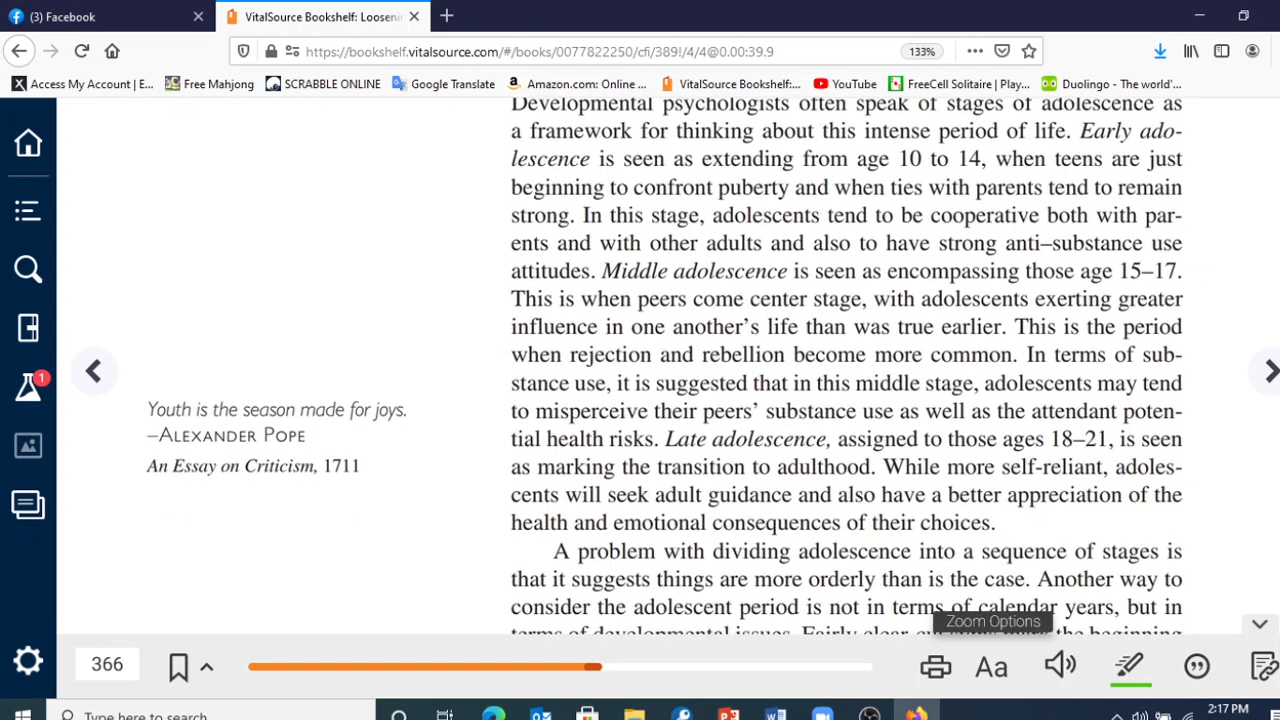 (3) Facebook
VitalSource Bookshelf: Loosenin
https://bookshelf.vitalsource.com/#/books/0077822250/cfi/389!/4/4@0.00:39.9
133%
Access My Account | E...
Free Mahjong
SCRABBLE ONLINE
Google Translate
Amazon.com: Online ...
VitalSource Bookshelf:...
YouTube
FreeCell Solitaire | Play...
Duolingo - The world'...
Developmental psychologists often speak of stages of adolescence as
a framework for thinking about this intense period of life. Early ado-
lescence is seen as extending from age 10 to 14, when teens are just
beginning to confront puberty and when ties with parents tend to remain
strong. In this stage, adolescents tend to be cooperative both with par-
ents and with other adults and also to have strong anti–substance use
attitudes. Middle adolescence is seen as encompassing those age 15–17.
This is when peers come center stage, with adolescents exerting greater
influence in one another's life than was true earlier. This is the period
when rejection and rebellion become more common. In terms of sub-
stance use, it is suggested that in this middle stage, adolescents may tend
to misperceive their peers' substance use as well as the attendant poten-
tial health risks. Late adolescence, assigned to those ages 18–21, is seen
as marking the transition to adulthood. While more self-reliant, adoles-
cents will seek adult guidance and also have a better appreciation of the
health and emotional consequences of their choices.
A problem with dividing adolescence into a sequence of stages is
that it suggests things are more orderly than is the case. Another way to
consider the adolescent period is not in terms of calendar years, but in
terms of developmental issues. Fairly clear the beginning
Youth is the season made for joys.
–ALEXANDER POPE
An Essay on Criticism, 1711
1
Zoom Options
366
Aa
Type here to search
2:17 PM